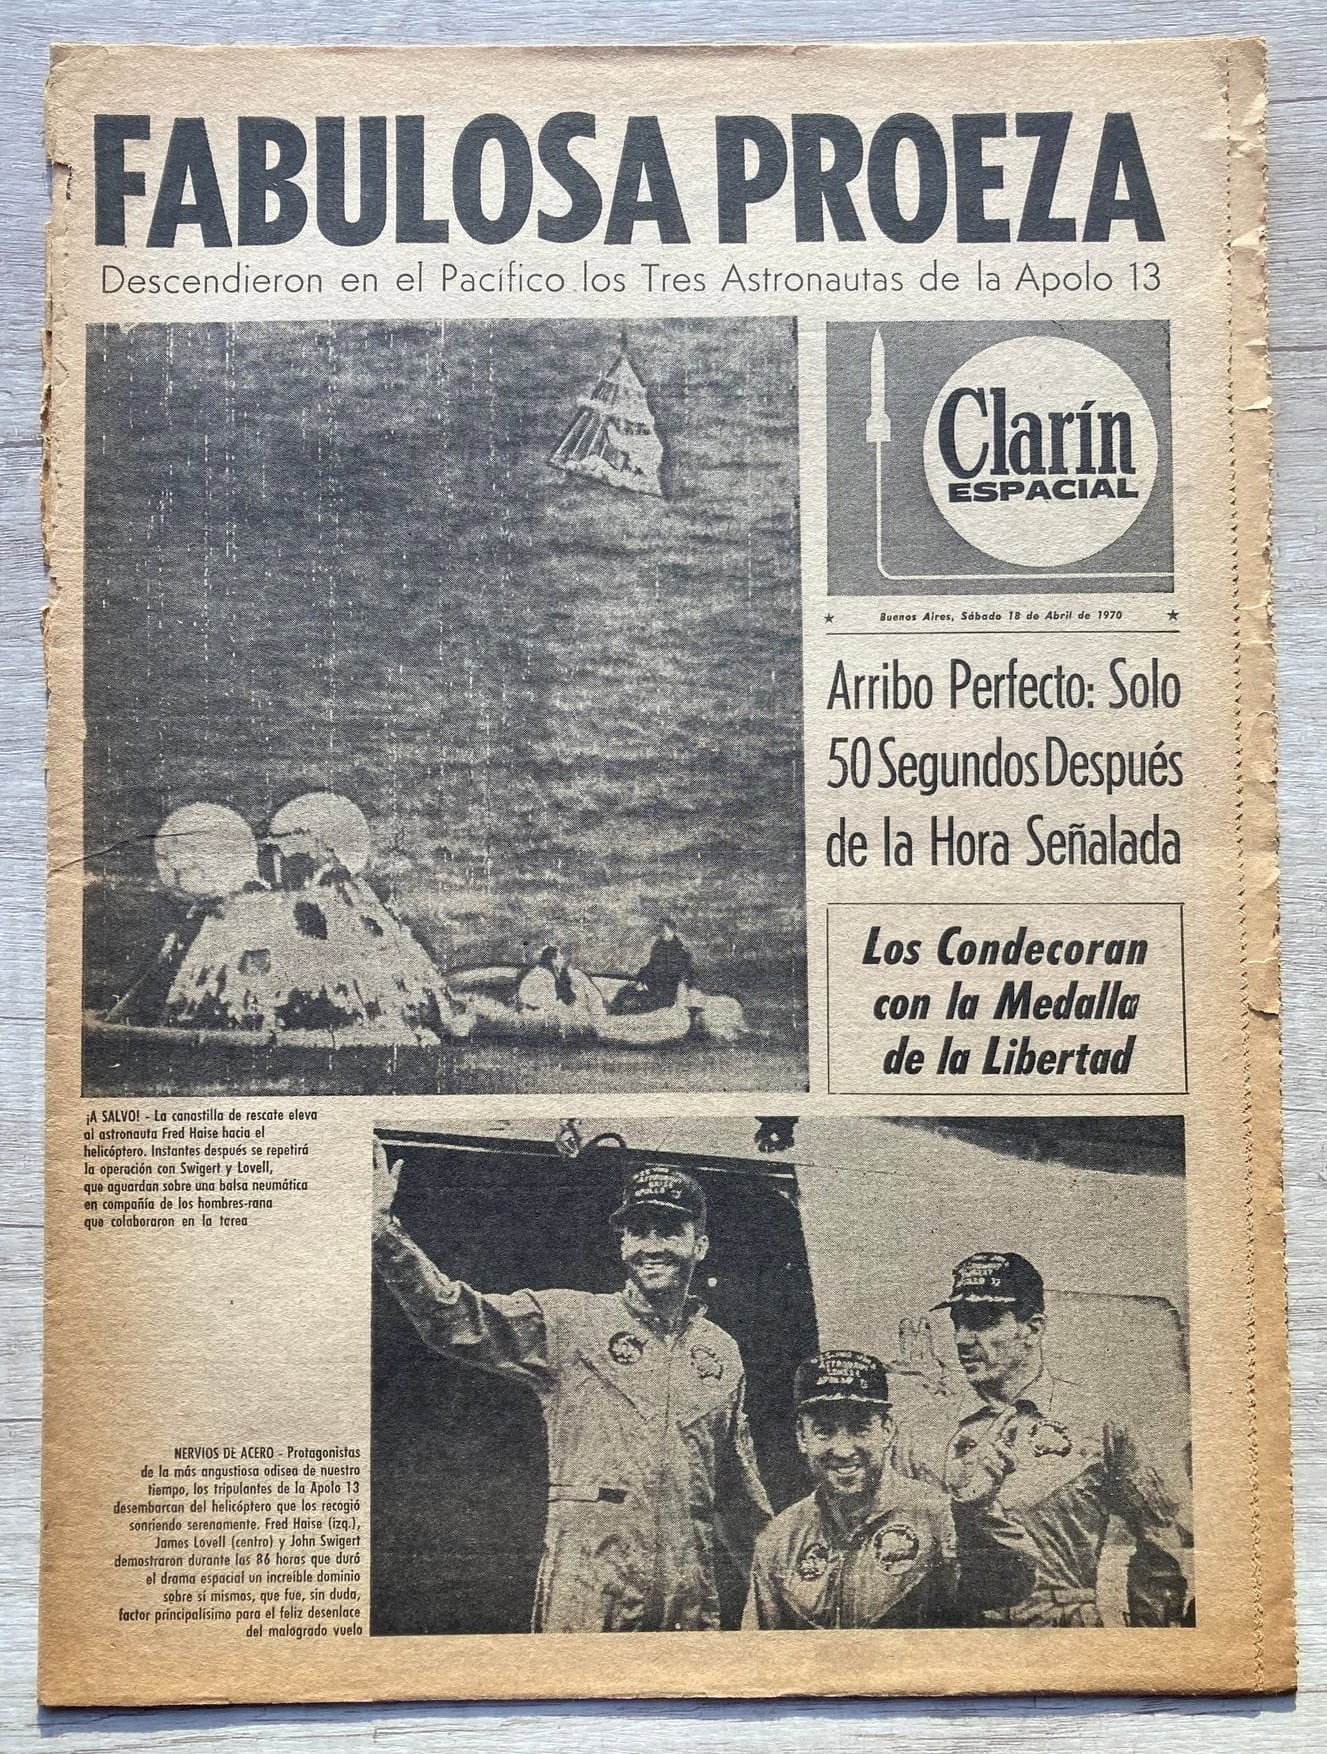 FABULOSA PROEZA
Descendieron en el Pacífico los Tres Astronautas de la Apolo 13
Clarín
ESPACIAL
★ Buenos Aires, Sábado 18 de Abril de 1970 ★
Arribo Perfecto: Solo
50 Segundos Después
de la Hora Señalada
Los Condecoran
con la Medalla
de la Libertad
¡A SALVO! - La canastilla de rescate eleva
al astronauta Fred Haise hacia el
helicóptero. Instantes después se repetirá
la operación con Swigert y Lovell,
que aguardan sobre una balsa neumática
en compañía de los hombres-rana
que colaboraron en la tarea
NERVIOS DE ACERO - Protagonistas
de la más angustiosa odisea de nuestro
tiempo, los tripulantes de la Apolo 13
desembarcan del helicóptero que los recogió
sonriendo serenamente. Fred Haise (izq.),
James Lovell (centro) y John Swigert
demostraron durante las 86 horas que duró
el drama espacial un increíble dominio
sobre sí mismos, que fue, sin duda,
factor principalísimo para el feliz desenlace
del malogrado vuelo